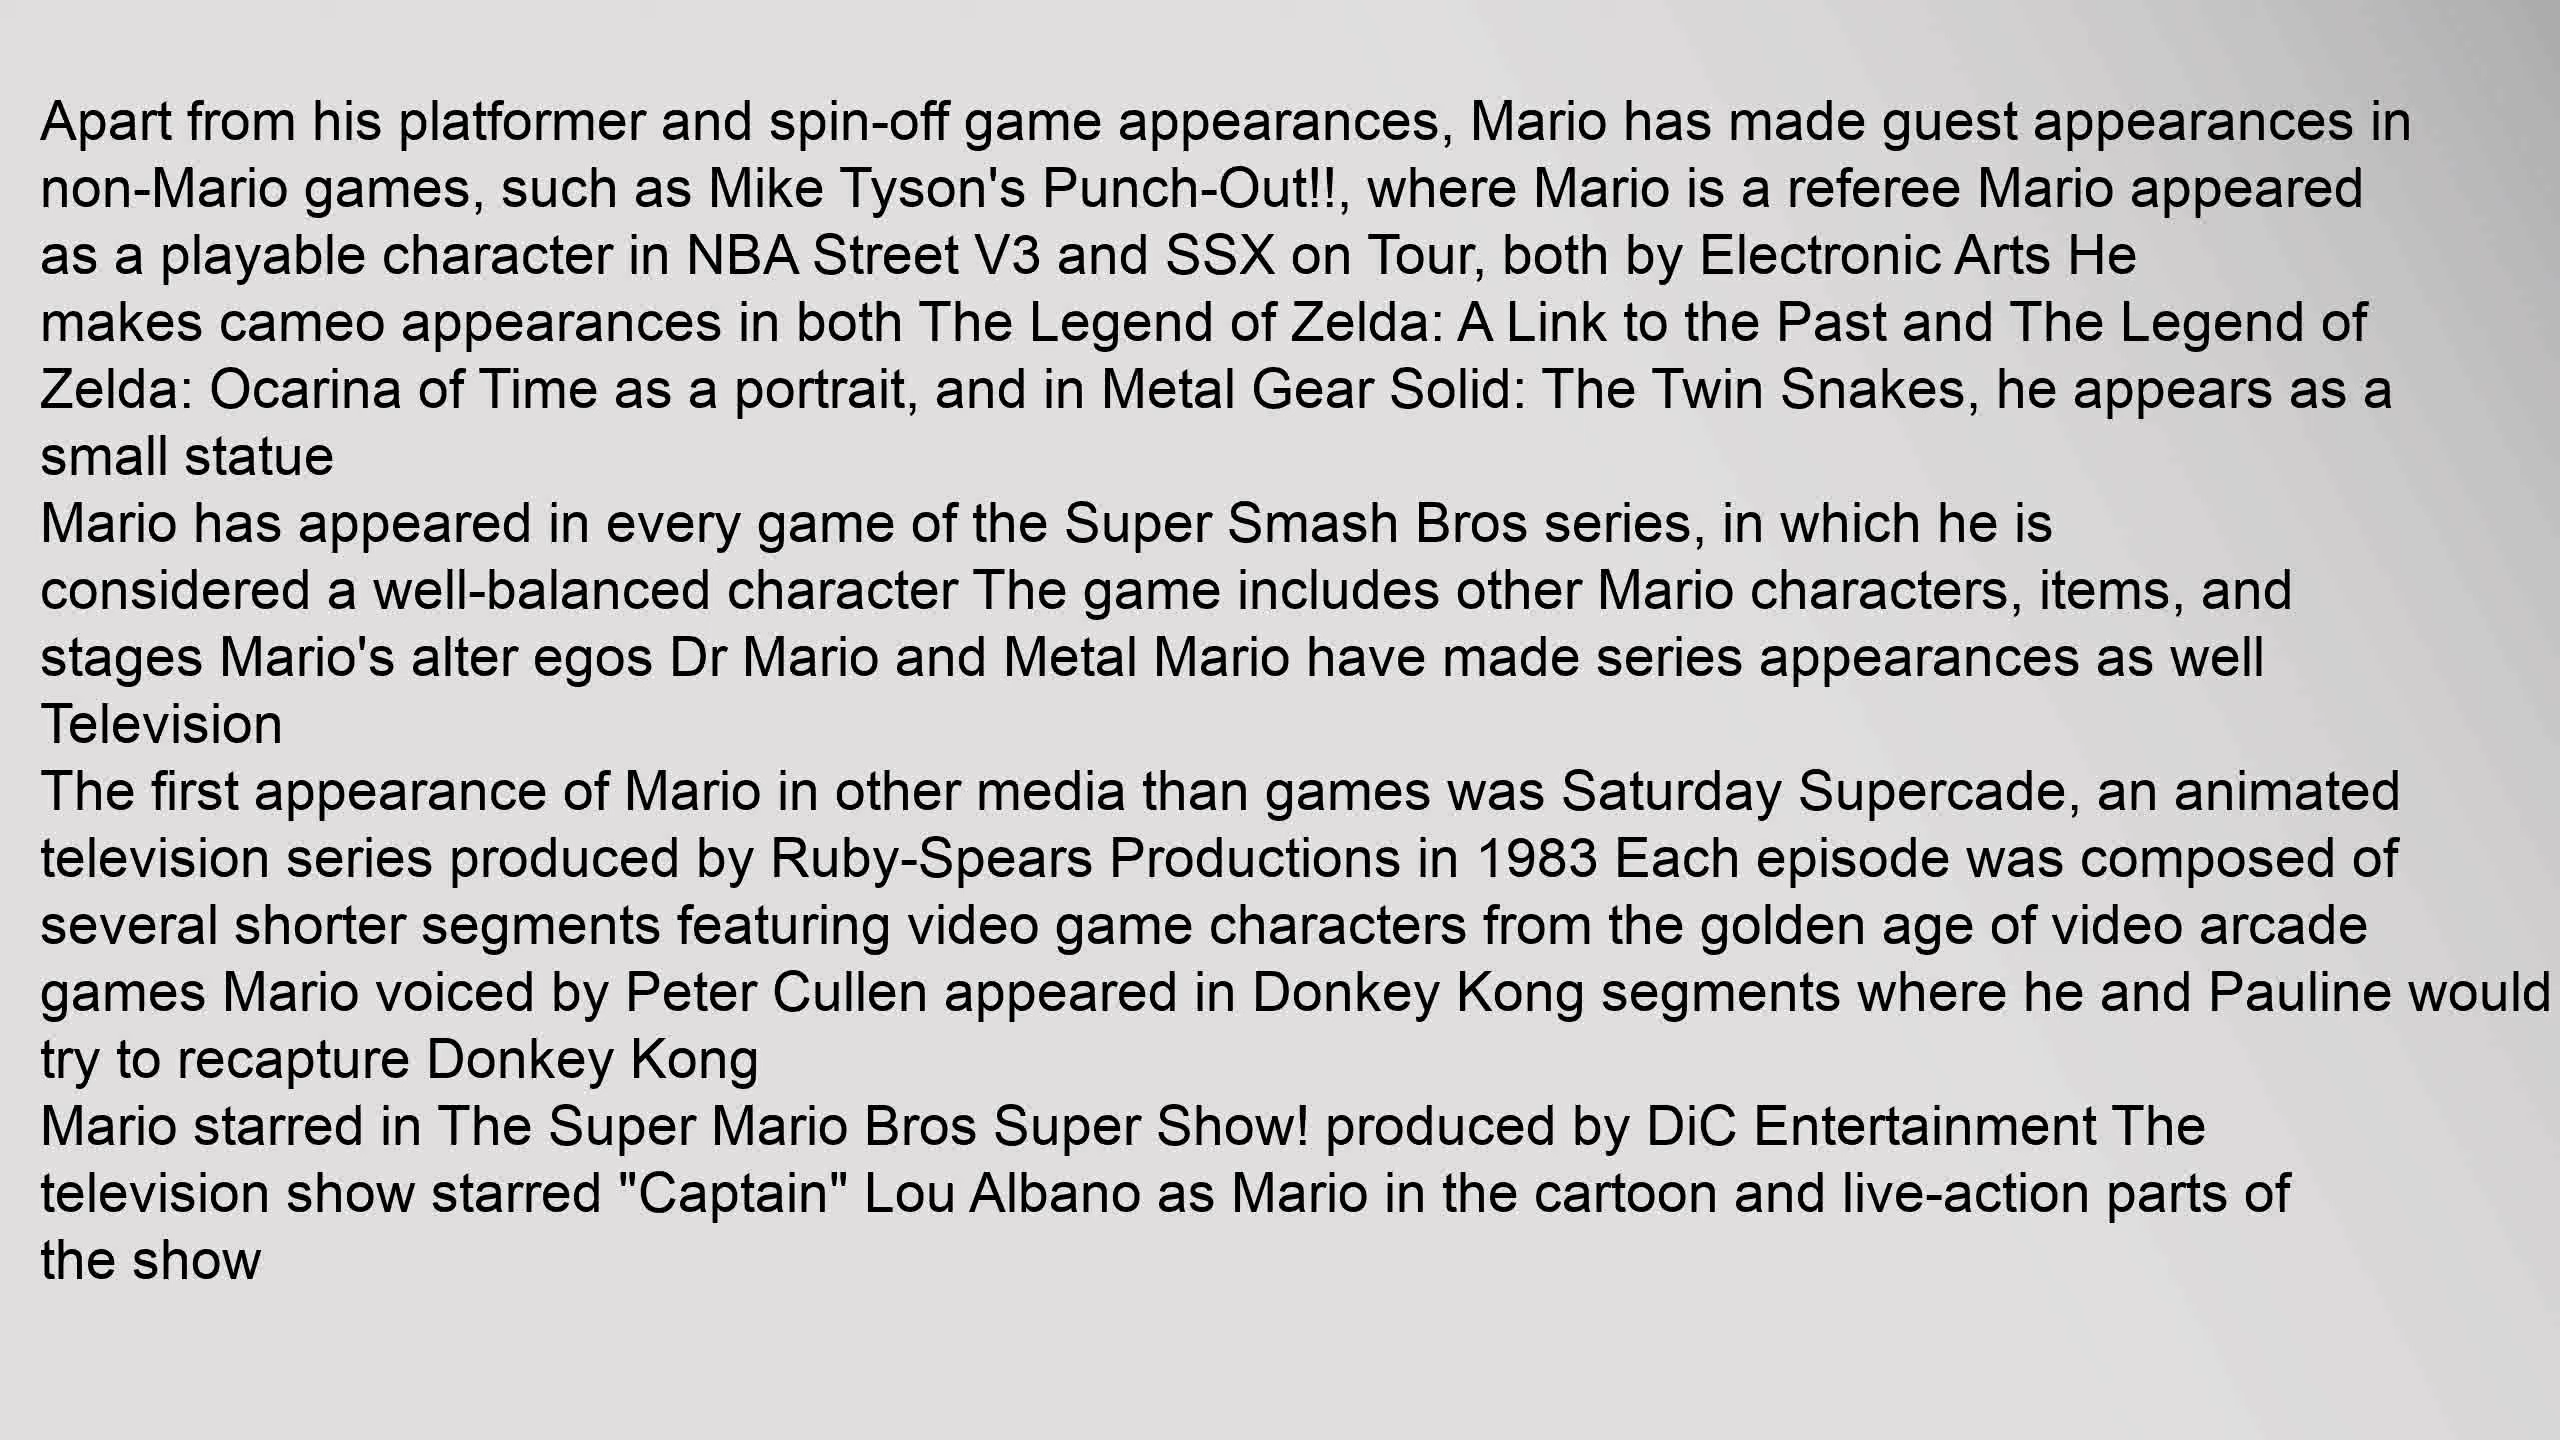 Apart from his platformer and spin-off game appearances, Mario has made guest appearances in
non-Mario games, such as Mike Tyson's Punch-Out!!, where Mario is a referee Mario appeared
as a playable character in NBA Street V3 and SSX on Tour, both by Electronic Arts He
makes cameo appearances in both The Legend of Zelda: A Link to the Past and The Legend of
Zelda: Ocarina of Time as a portrait, and in Metal Gear Solid: The Twin Snakes, he appears as a
small statue
Mario has appeared in every game of the Super Smash Bros series, in which he is
considered a well-balanced character The game includes other Mario characters, items, and
stages Mario's alter egos Dr Mario and Metal Mario have made series appearances as well
Television
The first appearance of Mario in other media than games was Saturday Supercade, an animated
television series produced by Ruby-Spears Productions in 1983 Each episode was composed of
several shorter segments featuring video game characters from the golden age of video arcade
games Mario voiced by Peter Cullen appeared in Donkey Kong segments where he and Pauline would
try to recapture Donkey Kong
Mario starred in The Super Mario Bros Super Show! produced by DiC Entertainment The
television show starred "Captain" Lou Albano as Mario in the cartoon and live-action parts of
the show